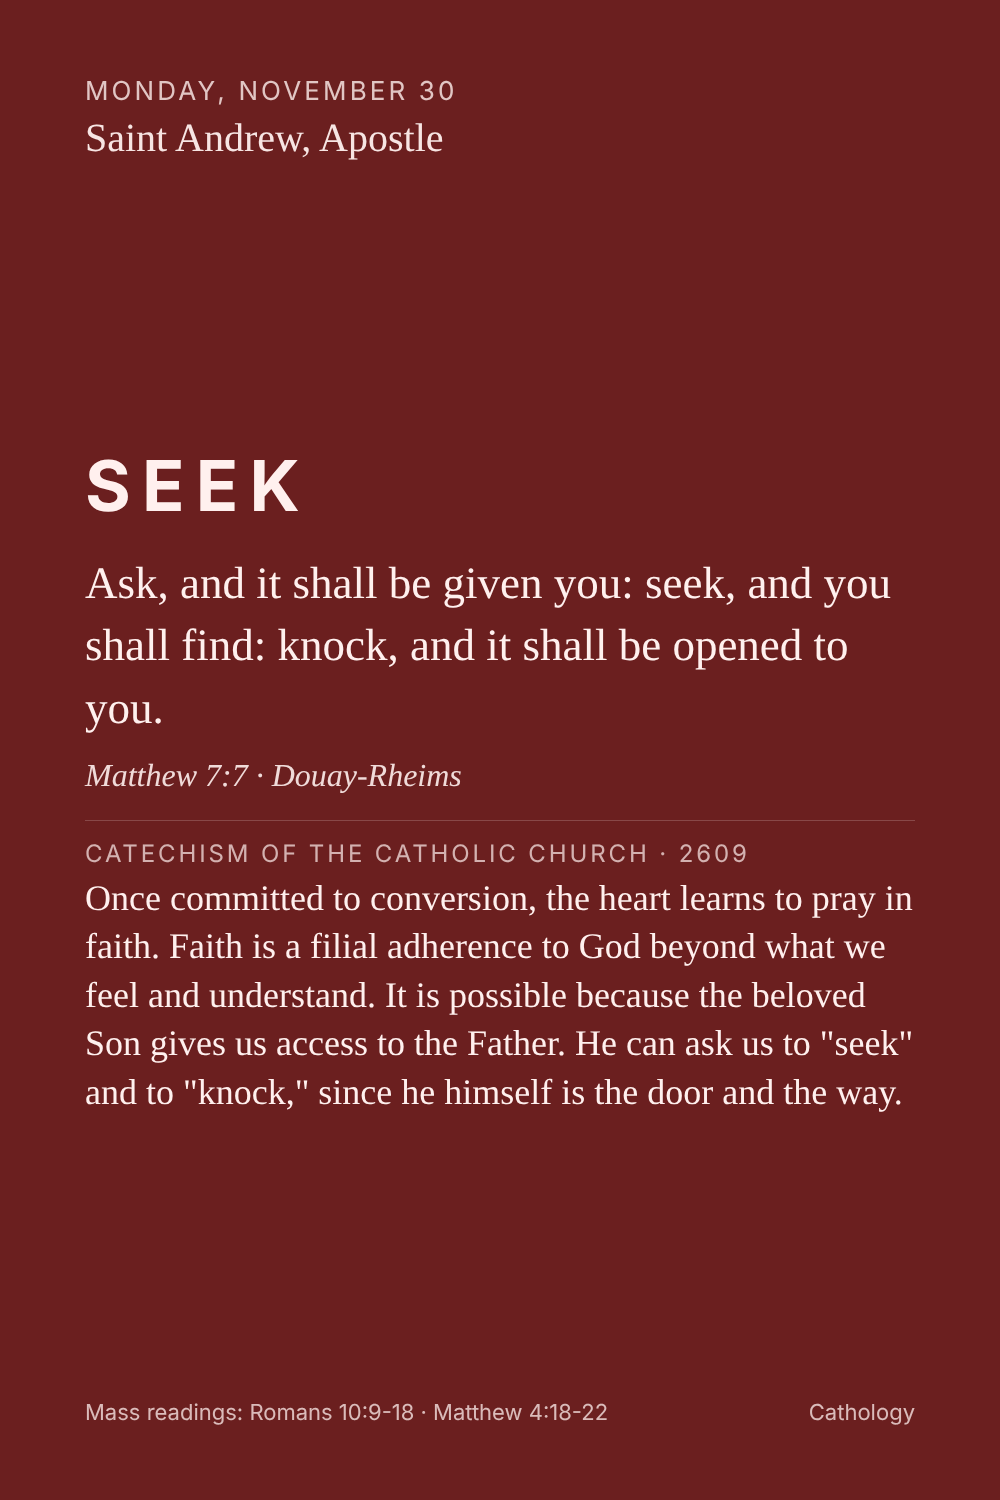 MONDAY, NOVEMBER 30
Saint Andrew, Apostle
SEEK
Ask, and it shall be given you: seek, and you
shall find: knock, and it shall be opened to
you.
Matthew 7:7 · Douay-Rheims
CATECHISM OF THE CATHOLIC CHURCH · 2609
Once committed to conversion, the heart learns to pray in
faith. Faith is a filial adherence to God beyond what we
feel and understand. It is possible because the beloved
Son gives us access to the Father. He can ask us to "seek"
and to "knock," since he himself is the door and the way.
Mass readings: Romans 10:9-18 · Matthew 4:18-22
Cathology